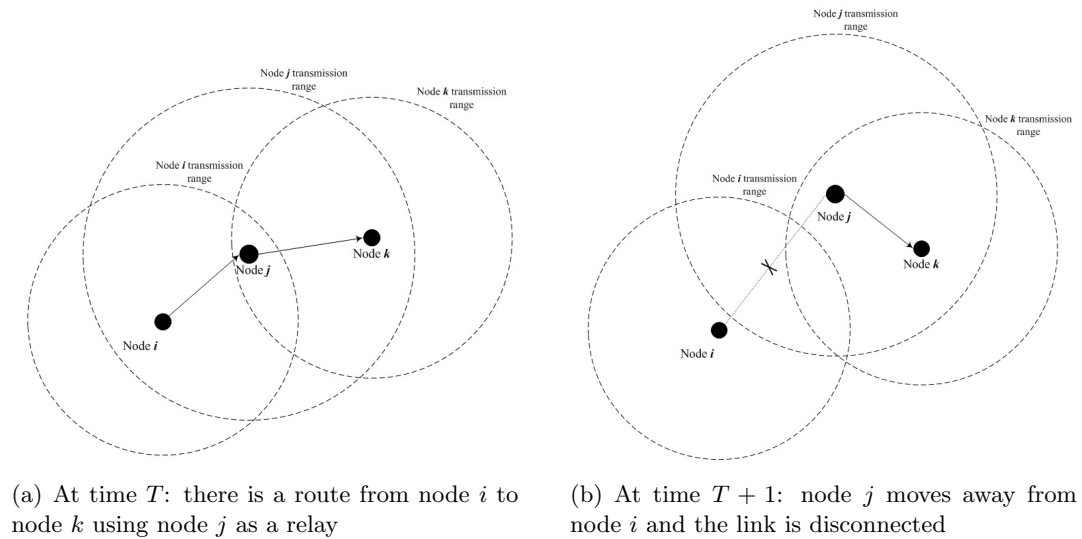 Node j transmission
range
Node k transmission
range
Node i transmission
range
Node j
Node k
Node i
Node j transmission
range
Node k transmission
range
Node i transmission
range
Node j
Node k
Node i
(a) At time T: there is a route from node i to
node k using node j as a relay
(b) At time T + 1: node j moves away from
node i and the link is disconnected